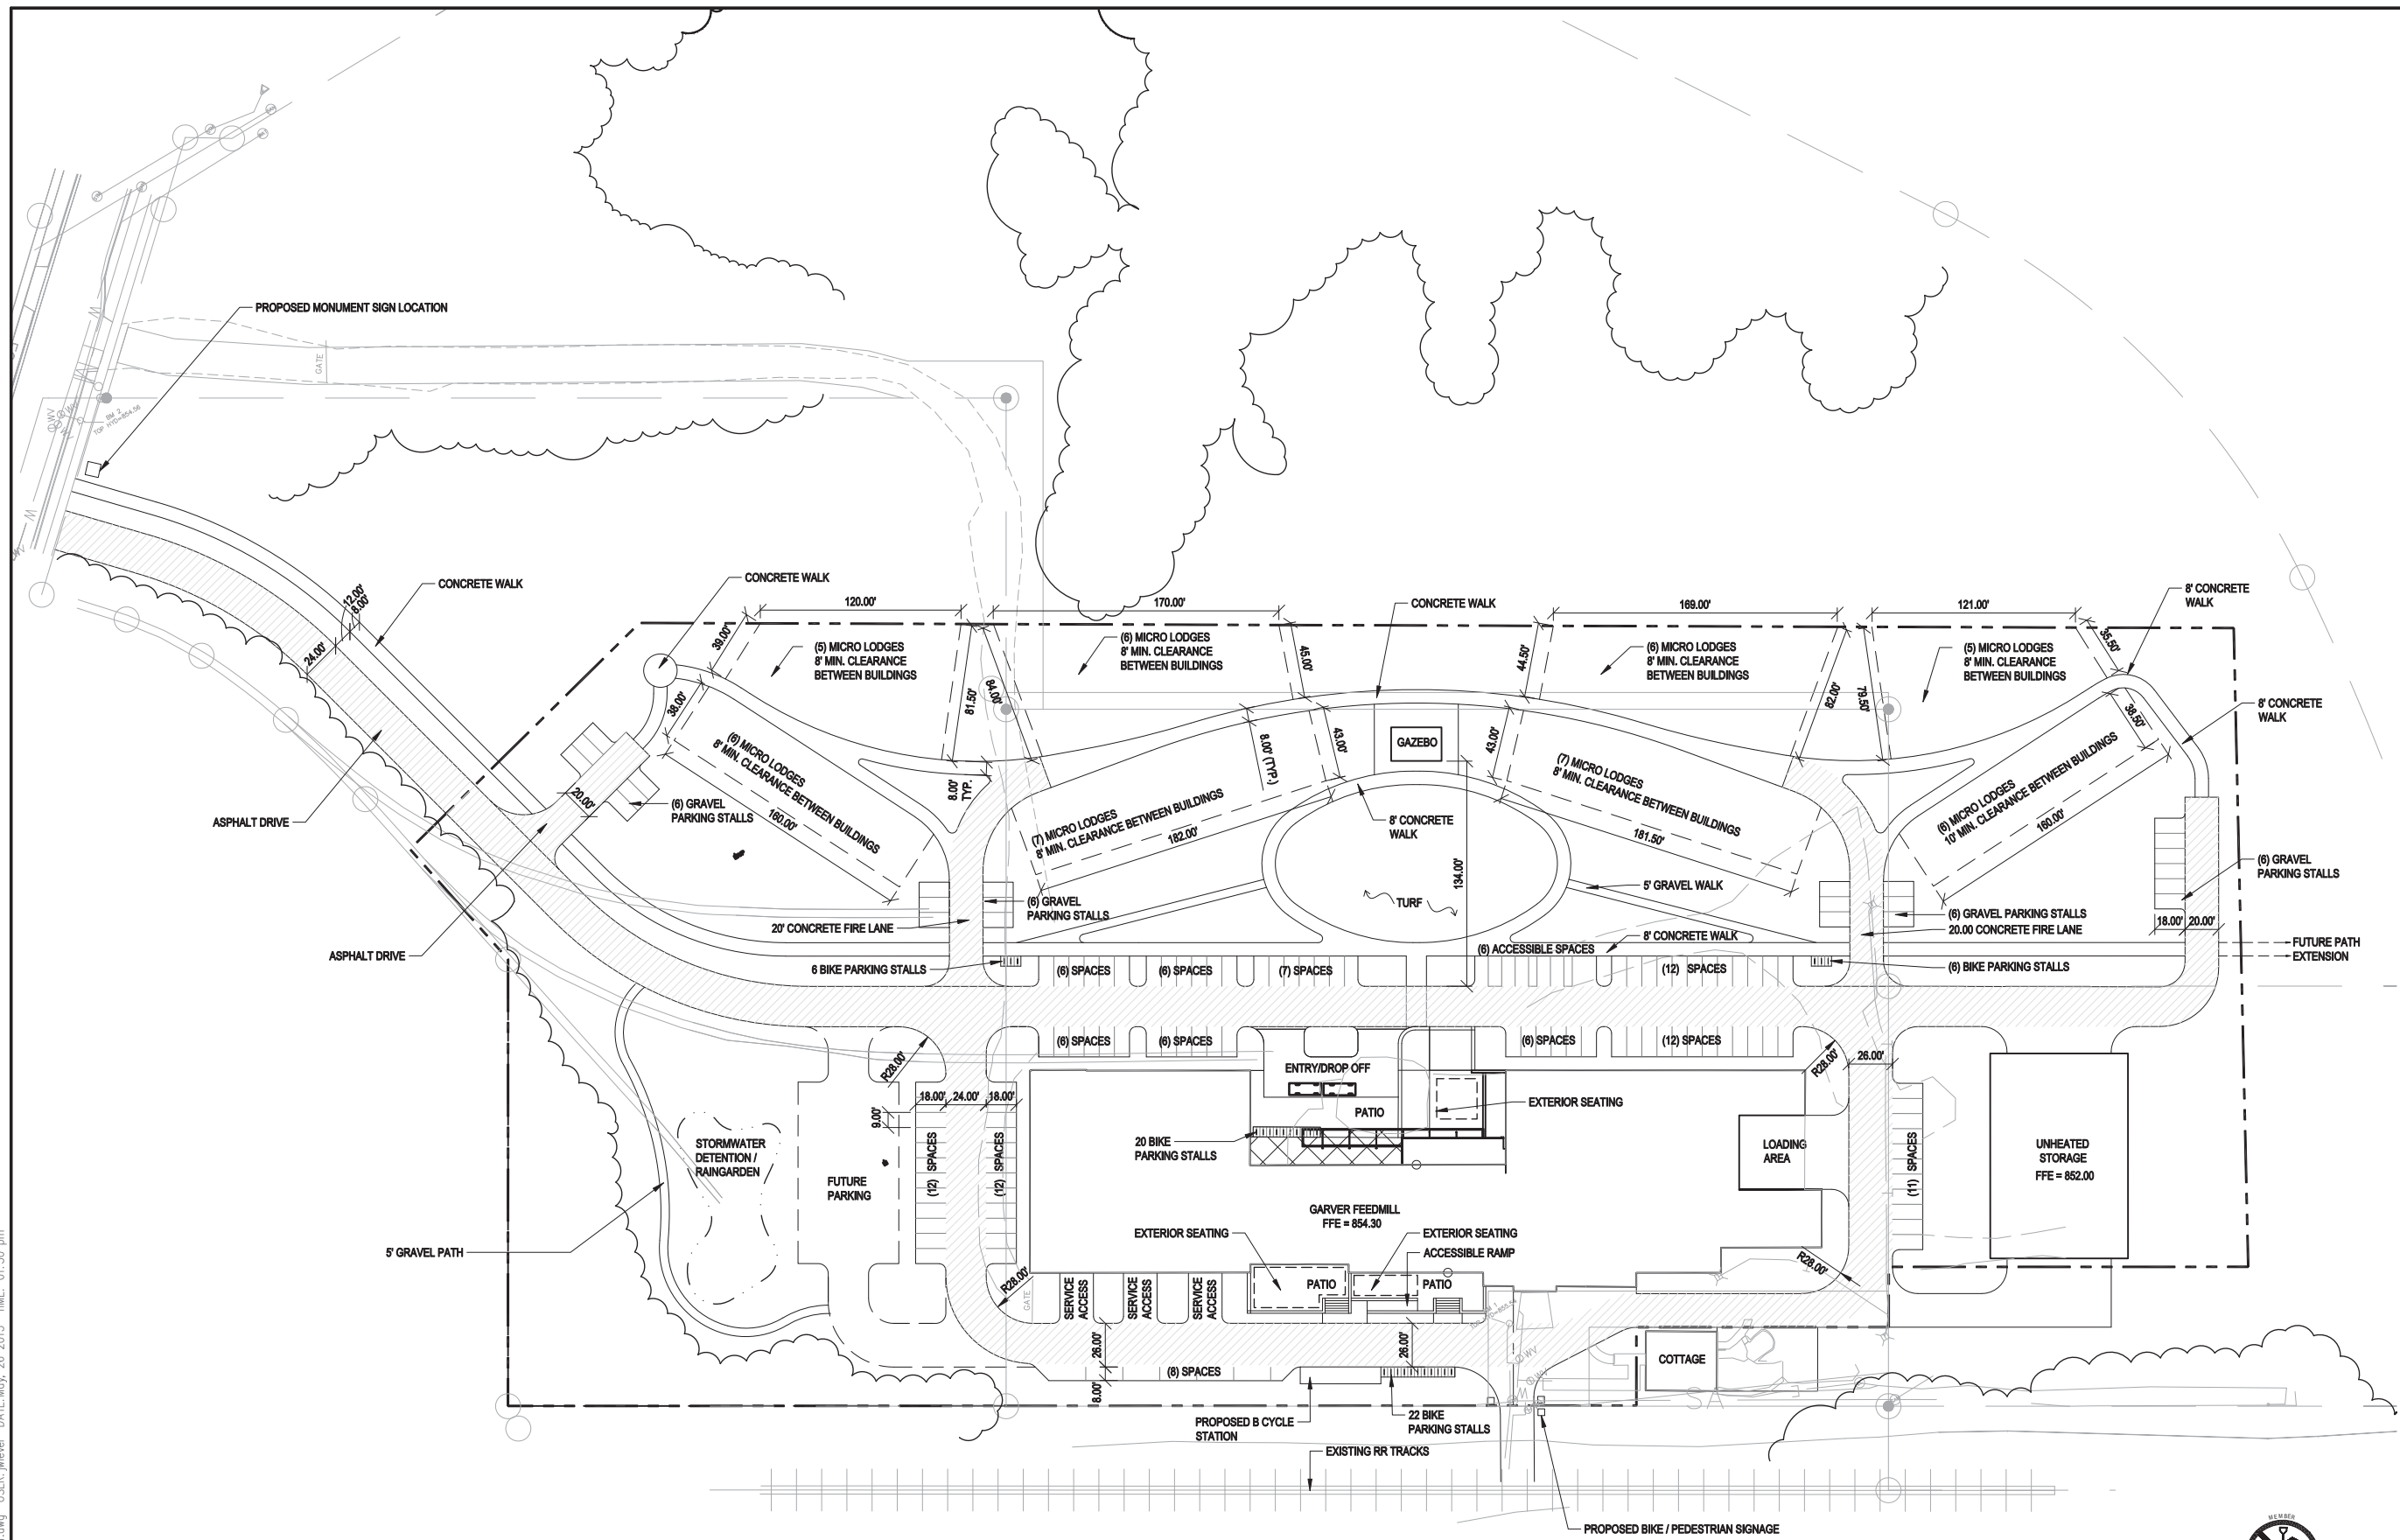 PROPOSED MONUMENT SIGN LOCATION
GATE
BM 2
TOP HYD=854.56
CONCRETE WALK
12.00'
8.00'
24.00'
ASPHALT DRIVE
ASPHALT DRIVE
CONCRETE WALK
120.00'
170.00'
CONCRETE WALK
169.00'
121.00'
8' CONCRETE
WALK
39.00'
(5) MICRO LODGES
8' MIN. CLEARANCE
BETWEEN BUILDINGS
(6) MICRO LODGES
8' MIN. CLEARANCE
BETWEEN BUILDINGS
45.00'
44.50'
(6) MICRO LODGES
8' MIN. CLEARANCE
BETWEEN BUILDINGS
(5) MICRO LODGES
8' MIN. CLEARANCE
BETWEEN BUILDINGS
35.50'
38.00'
81.50'
84.00'
82.00'
79.50'
38.50'
8' CONCRETE
WALK
(6) MICRO LODGES
8' MIN. CLEARANCE BETWEEN BUILDINGS
160.00'
20.00'
(6) GRAVEL
PARKING STALLS
8.00'
TYP.
(7) MICRO LODGES
8' MIN. CLEARANCE BETWEEN BUILDINGS
182.00'
8.00' (TYP.)
43.00'
GAZEBO
43.00'
8' CONCRETE
WALK
134.00'
(7) MICRO LODGES
8' MIN. CLEARANCE BETWEEN BUILDINGS
181.50'
(6) MICRO LODGES
10' MIN. CLEARANCE BETWEEN BUILDINGS
160.00'
(6) GRAVEL
PARKING STALLS
TURF
5' GRAVEL WALK
(6) GRAVEL
PARKING STALLS
20' CONCRETE FIRE LANE
(6) GRAVEL PARKING STALLS
20.00 CONCRETE FIRE LANE
18.00'
20.00'
8' CONCRETE WALK
(6) ACCESSIBLE SPACES
FUTURE PATH
EXTENSION
6 BIKE PARKING STALLS
(6) SPACES
(6) SPACES
(7) SPACES
(12) SPACES
(6) BIKE PARKING STALLS
(6) SPACES
(6) SPACES
(6) SPACES
(12) SPACES
R28.00'
ENTRY/DROP OFF
R28.00'
26.00'
18.00'
24.00'
18.00'
9.00'
PATIO
EXTERIOR SEATING
STORMWATER
DETENTION /
RAINGARDEN
(12) SPACES
(12) SPACES
20 BIKE
PARKING STALLS
LOADING
AREA
(11) SPACES
UNHEATED
STORAGE
FFE = 852.00
FUTURE
PARKING
GARVER FEEDMILL
FFE = 854.30
5' GRAVEL PATH
EXTERIOR SEATING
EXTERIOR SEATING
ACCESSIBLE RAMP
R28.00'
R28.00'
GATE
SERVICE
ACCESS
SERVICE
ACCESS
SERVICE
ACCESS
PATIO
PATIO
26.00'
26.00'
8.00'
(8) SPACES
COTTAGE
SA
PROPOSED B CYCLE
STATION
22 BIKE
PARKING STALLS
EXISTING RR TRACKS
PROPOSED BIKE / PEDESTRIAN SIGNAGE
MEMBER